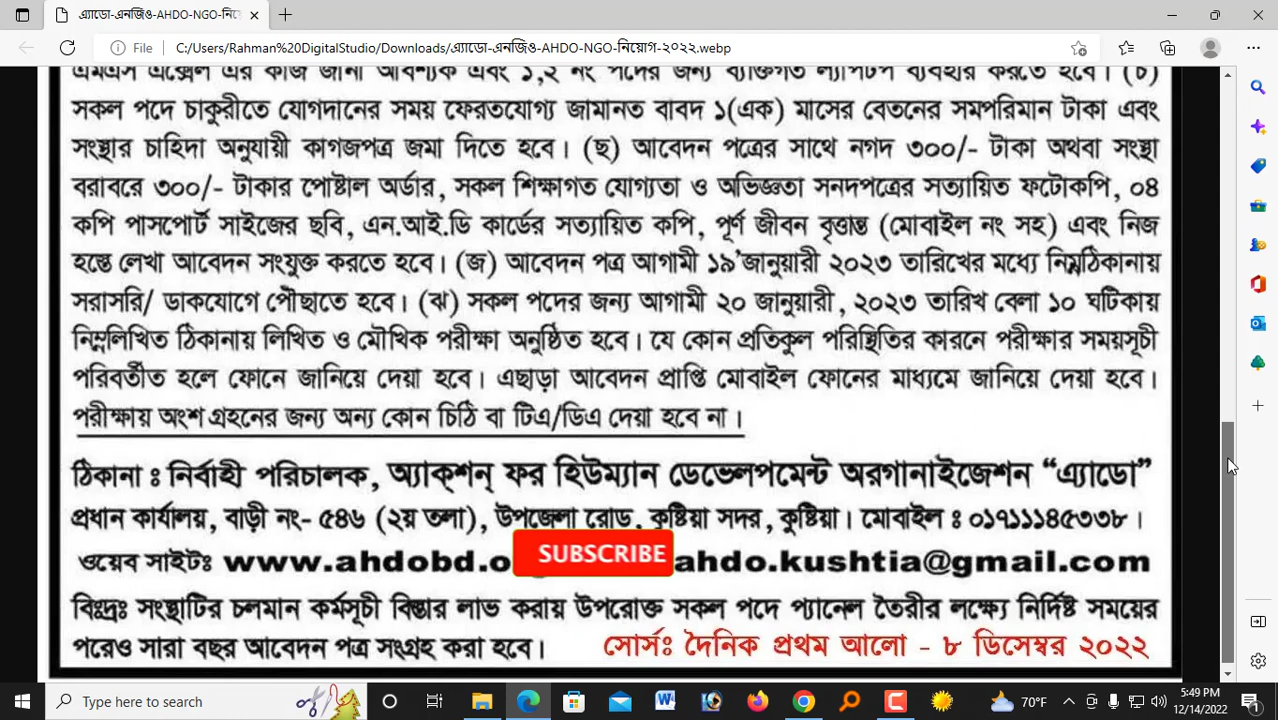 এ্যাডো-এনজিও-AHDO-NGO-নিয়ে
File
C:/Users/Rahman%20DigitalStudio/Downloads/এ্যাডো-এনজিও-AHDO-NGO-নিয়োগ-২০২২.webp
এমএস এক্সেল এর কাজ জানা আবশ্যক এবং ১,২ নং পদের জন্য ব্যক্তিগত ল্যাপটপ ব্যবহার করতে হবে। (চ)
সকল পদে চাকুরীতে যোগদানের সময় ফেরতযোগ্য জামানত বাবদ ১(এক) মাসের বেতনের সমপরিমান টাকা এবং
সংস্থার চাহিদা অনুযায়ী কাগজপত্র জমা দিতে হবে। (ছ) আবেদন পত্রের সাথে নগদ ৩০০/- টাকা অথবা সংস্থা
বরাবরে ৩০০/- টাকার পোষ্টাল অর্ডার, সকল শিক্ষাগত যোগ্যতা ও অভিজ্ঞতা সনদপত্রের সত্যায়িত ফটোকপি, ০৪
কপি পাসপোর্ট সাইজের ছবি, এন.আই.ডি কার্ডের সত্যায়িত কপি, পূর্ণ জীবন বৃত্তান্ত (মোবাইল নং সহ) এবং নিজ
হস্তে লেখা আবেদন সংযুক্ত করতে হবে। (জ) আবেদন পত্র আগামী ১৯'জানুয়ারী ২০২৩ তারিখের মধ্যে নিম্নঠিকানায়
সরাসরি/ ডাকযোগে পৌছাতে হবে। (ঝ) সকল পদের জন্য আগামী ২০ জানুয়ারী, ২০২৩ তারিখ বেলা ১০ ঘটিকায়
নিম্নলিখিত ঠিকানায় লিখিত ও মৌখিক পরীক্ষা অনুষ্ঠিত হবে। যে কোন প্রতিকুল পরিস্থিতির কারনে পরীক্ষার সময়সূচী
পরিবর্তীত হলে ফোনে জানিয়ে দেয়া হবে। এছাড়া আবেদন প্রাপ্তি মোবাইল ফোনের মাধ্যমে জানিয়ে দেয়া হবে।
পরীক্ষায় অংশ গ্রহনের জন্য অন্য কোন চিঠি বা টিএ/ডিএ দেয়া হবে না।
ঠিকানা ঃ নির্বাহী পরিচালক, অ্যাক্শন্ ফর হিউম্যান ডেভেলপমেন্ট অরগানাইজেশন “এ্যাডো”
প্রধান কার্যালয়, বাড়ী নং- ৫৪৬ (২য় তলা), উপজেলা রোড, কুষ্টিয়া সদর, কুষ্টিয়া। মোবাইল ঃ ০১৭১১১৪৫৩৩৮।
ওয়েব সাইটঃ www.ahdobd.o SUBSCRIBE ahdo.kushtia@gmail.com
বিঃদ্রঃ সংস্থাটির চলমান কর্মসূচী বিস্তার লাভ করায় উপরোক্ত সকল পদে প্যানেল তৈরীর লক্ষ্যে নির্দিষ্ট সময়ের
পরেও সারা বছর আবেদন পত্র সংগ্রহ করা হবে। সোর্সঃ দৈনিক প্রথম আলো - ৮ ডিসেম্বর ২০২২
Type here to search
70°F
5:49 PM
12/14/2022